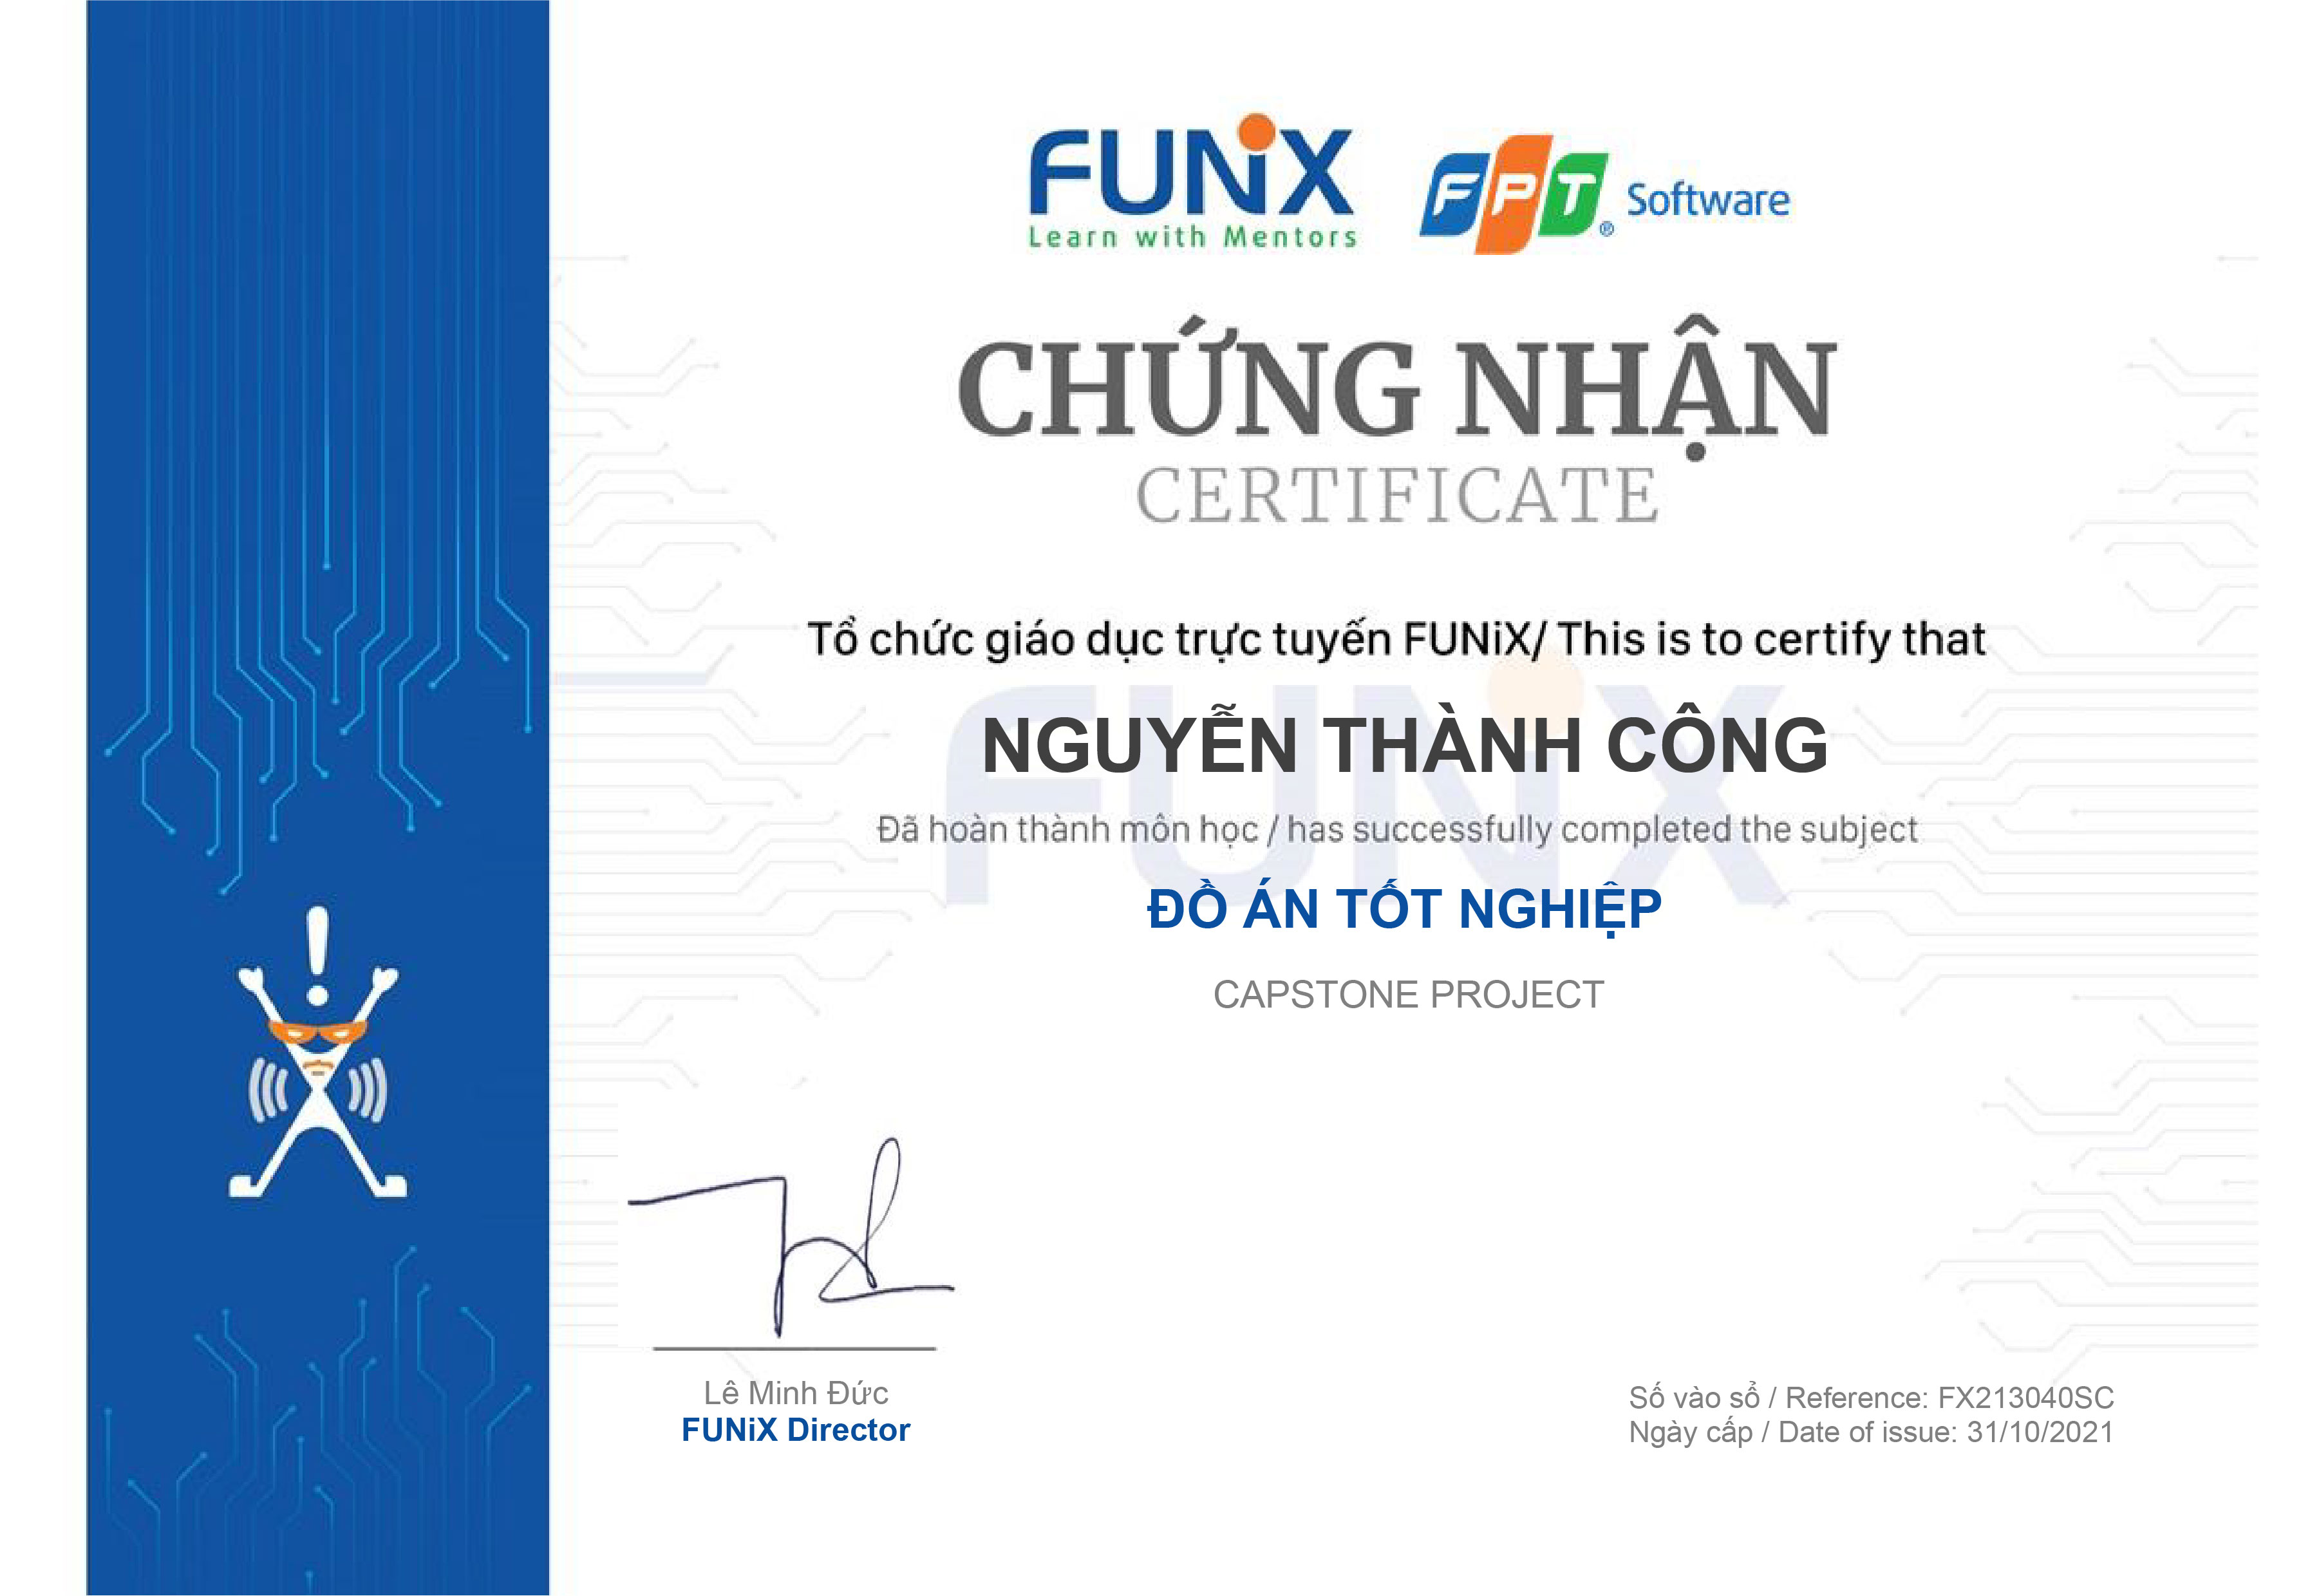 FUNiX
Learn with Mentors
FPT® Software
CHỨNG NHẬN
CERTIFICATE
Tổ chức giáo dục trực tuyến FUNiX/ This is to certify that
NGUYỄN THÀNH CÔNG
Đã hoàn thành môn học / has successfully completed the subject
ĐỒ ÁN TỐT NGHIỆP
CAPSTONE PROJECT
Lê Minh Đức
FUNiX Director
Số vào sổ / Reference: FX213040SC
Ngày cấp / Date of issue: 31/10/2021